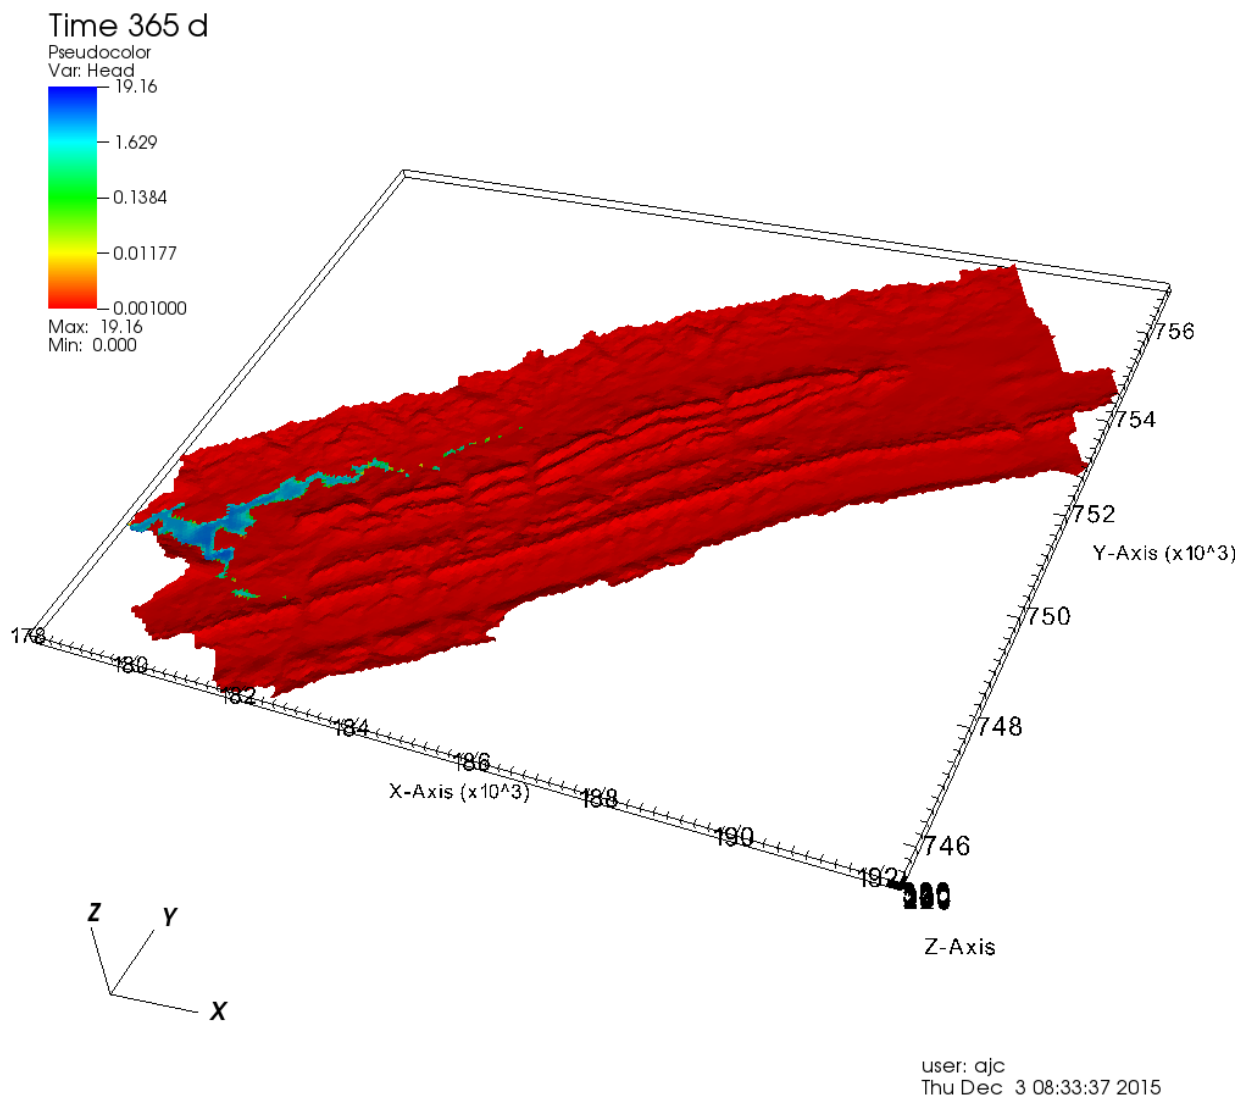 Time 365 d
Pseudocolor
Var: Head
19.16
1.629
0.1384
0.01177
0.001000
Max: 19.16
Min: 0.000
756
754
752
Y-Axis (x10^3)
750
748
746
178
180
182
184
186
188
190
192
X-Axis (x10^3)
Z-Axis
Z
Y
X
user: ajc
Thu Dec 3 08:33:37 2015